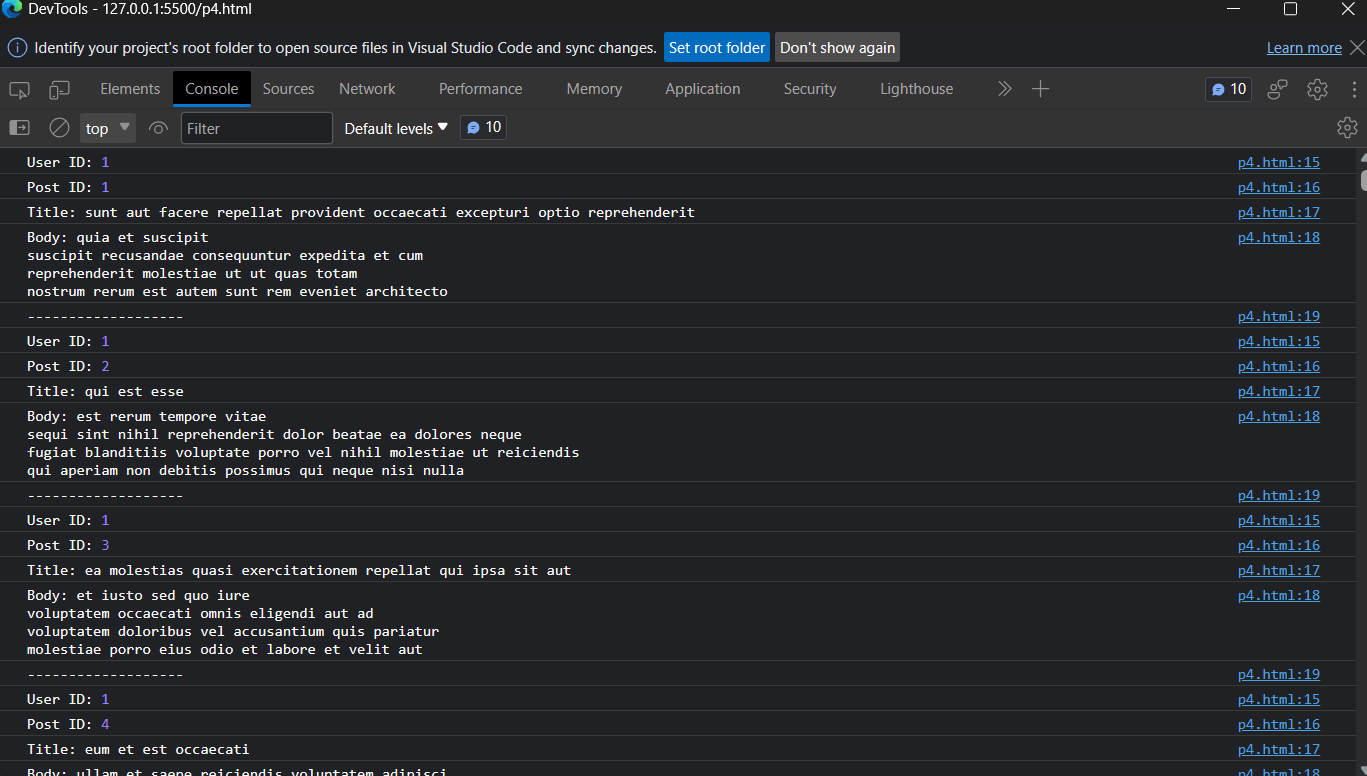 DevTools - 127.0.0.1:5500/p4.html
Identify your project's root folder to open source files in Visual Studio Code and sync changes. Set root folder Don't show again Learn more
Elements Console Sources Network Performance Memory Application Security Lighthouse 10
top Filter Default levels 10
User ID: 1 p4.html:15
Post ID: 1 p4.html:16
Title: sunt aut facere repellat provident occaecati excepturi optio reprehenderit p4.html:17
Body: quia et suscipit p4.html:18
suscipit recusandae consequuntur expedita et cum
reprehenderit molestiae ut ut quas totam
nostrum rerum est autem sunt rem eveniet architecto
------------------- p4.html:19
User ID: 1 p4.html:15
Post ID: 2 p4.html:16
Title: qui est esse p4.html:17
Body: est rerum tempore vitae p4.html:18
sequi sint nihil reprehenderit dolor beatae ea dolores neque
fugiat blanditiis voluptate porro vel nihil molestiae ut reiciendis
qui aperiam non debitis possimus qui neque nisi nulla
------------------- p4.html:19
User ID: 1 p4.html:15
Post ID: 3 p4.html:16
Title: ea molestias quasi exercitationem repellat qui ipsa sit aut p4.html:17
Body: et iusto sed quo iure p4.html:18
voluptatem occaecati omnis eligendi aut ad
voluptatem doloribus vel accusantium quis pariatur
molestiae porro eius odio et labore et velit aut
------------------- p4.html:19
User ID: 1 p4.html:15
Post ID: 4 p4.html:16
Title: eum et est occaecati p4.html:17
Body: ullam et saepe reiciendis voluptatem adipisci p4.html:18